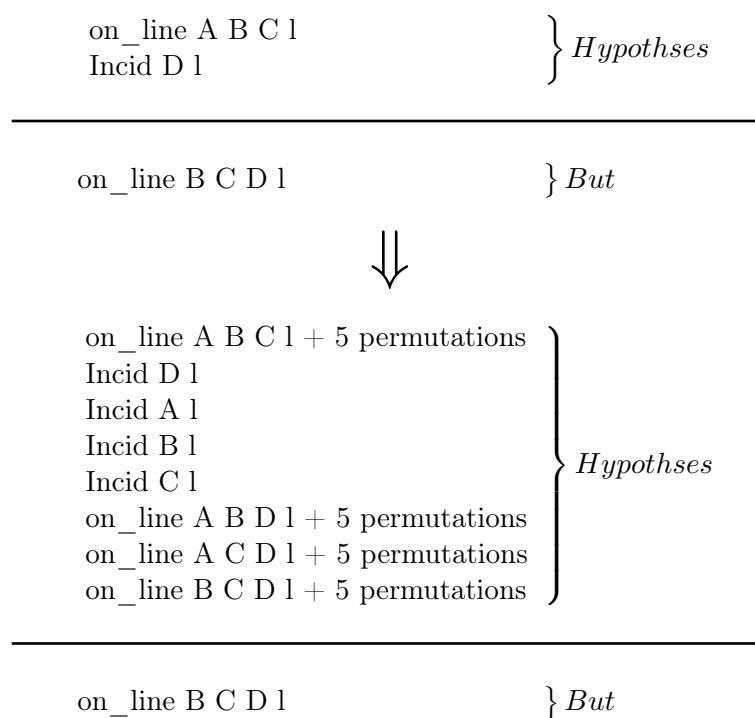 on_line A B C l
Incid D l
} Hypothses
on_line B C D l } But
⇓
on_line A B C l + 5 permutations
Incid D l
Incid A l
Incid B l
Incid C l
on_line A B D l + 5 permutations
on_line A C D l + 5 permutations
on_line B C D l + 5 permutations
} Hypothses
on_line B C D l } But